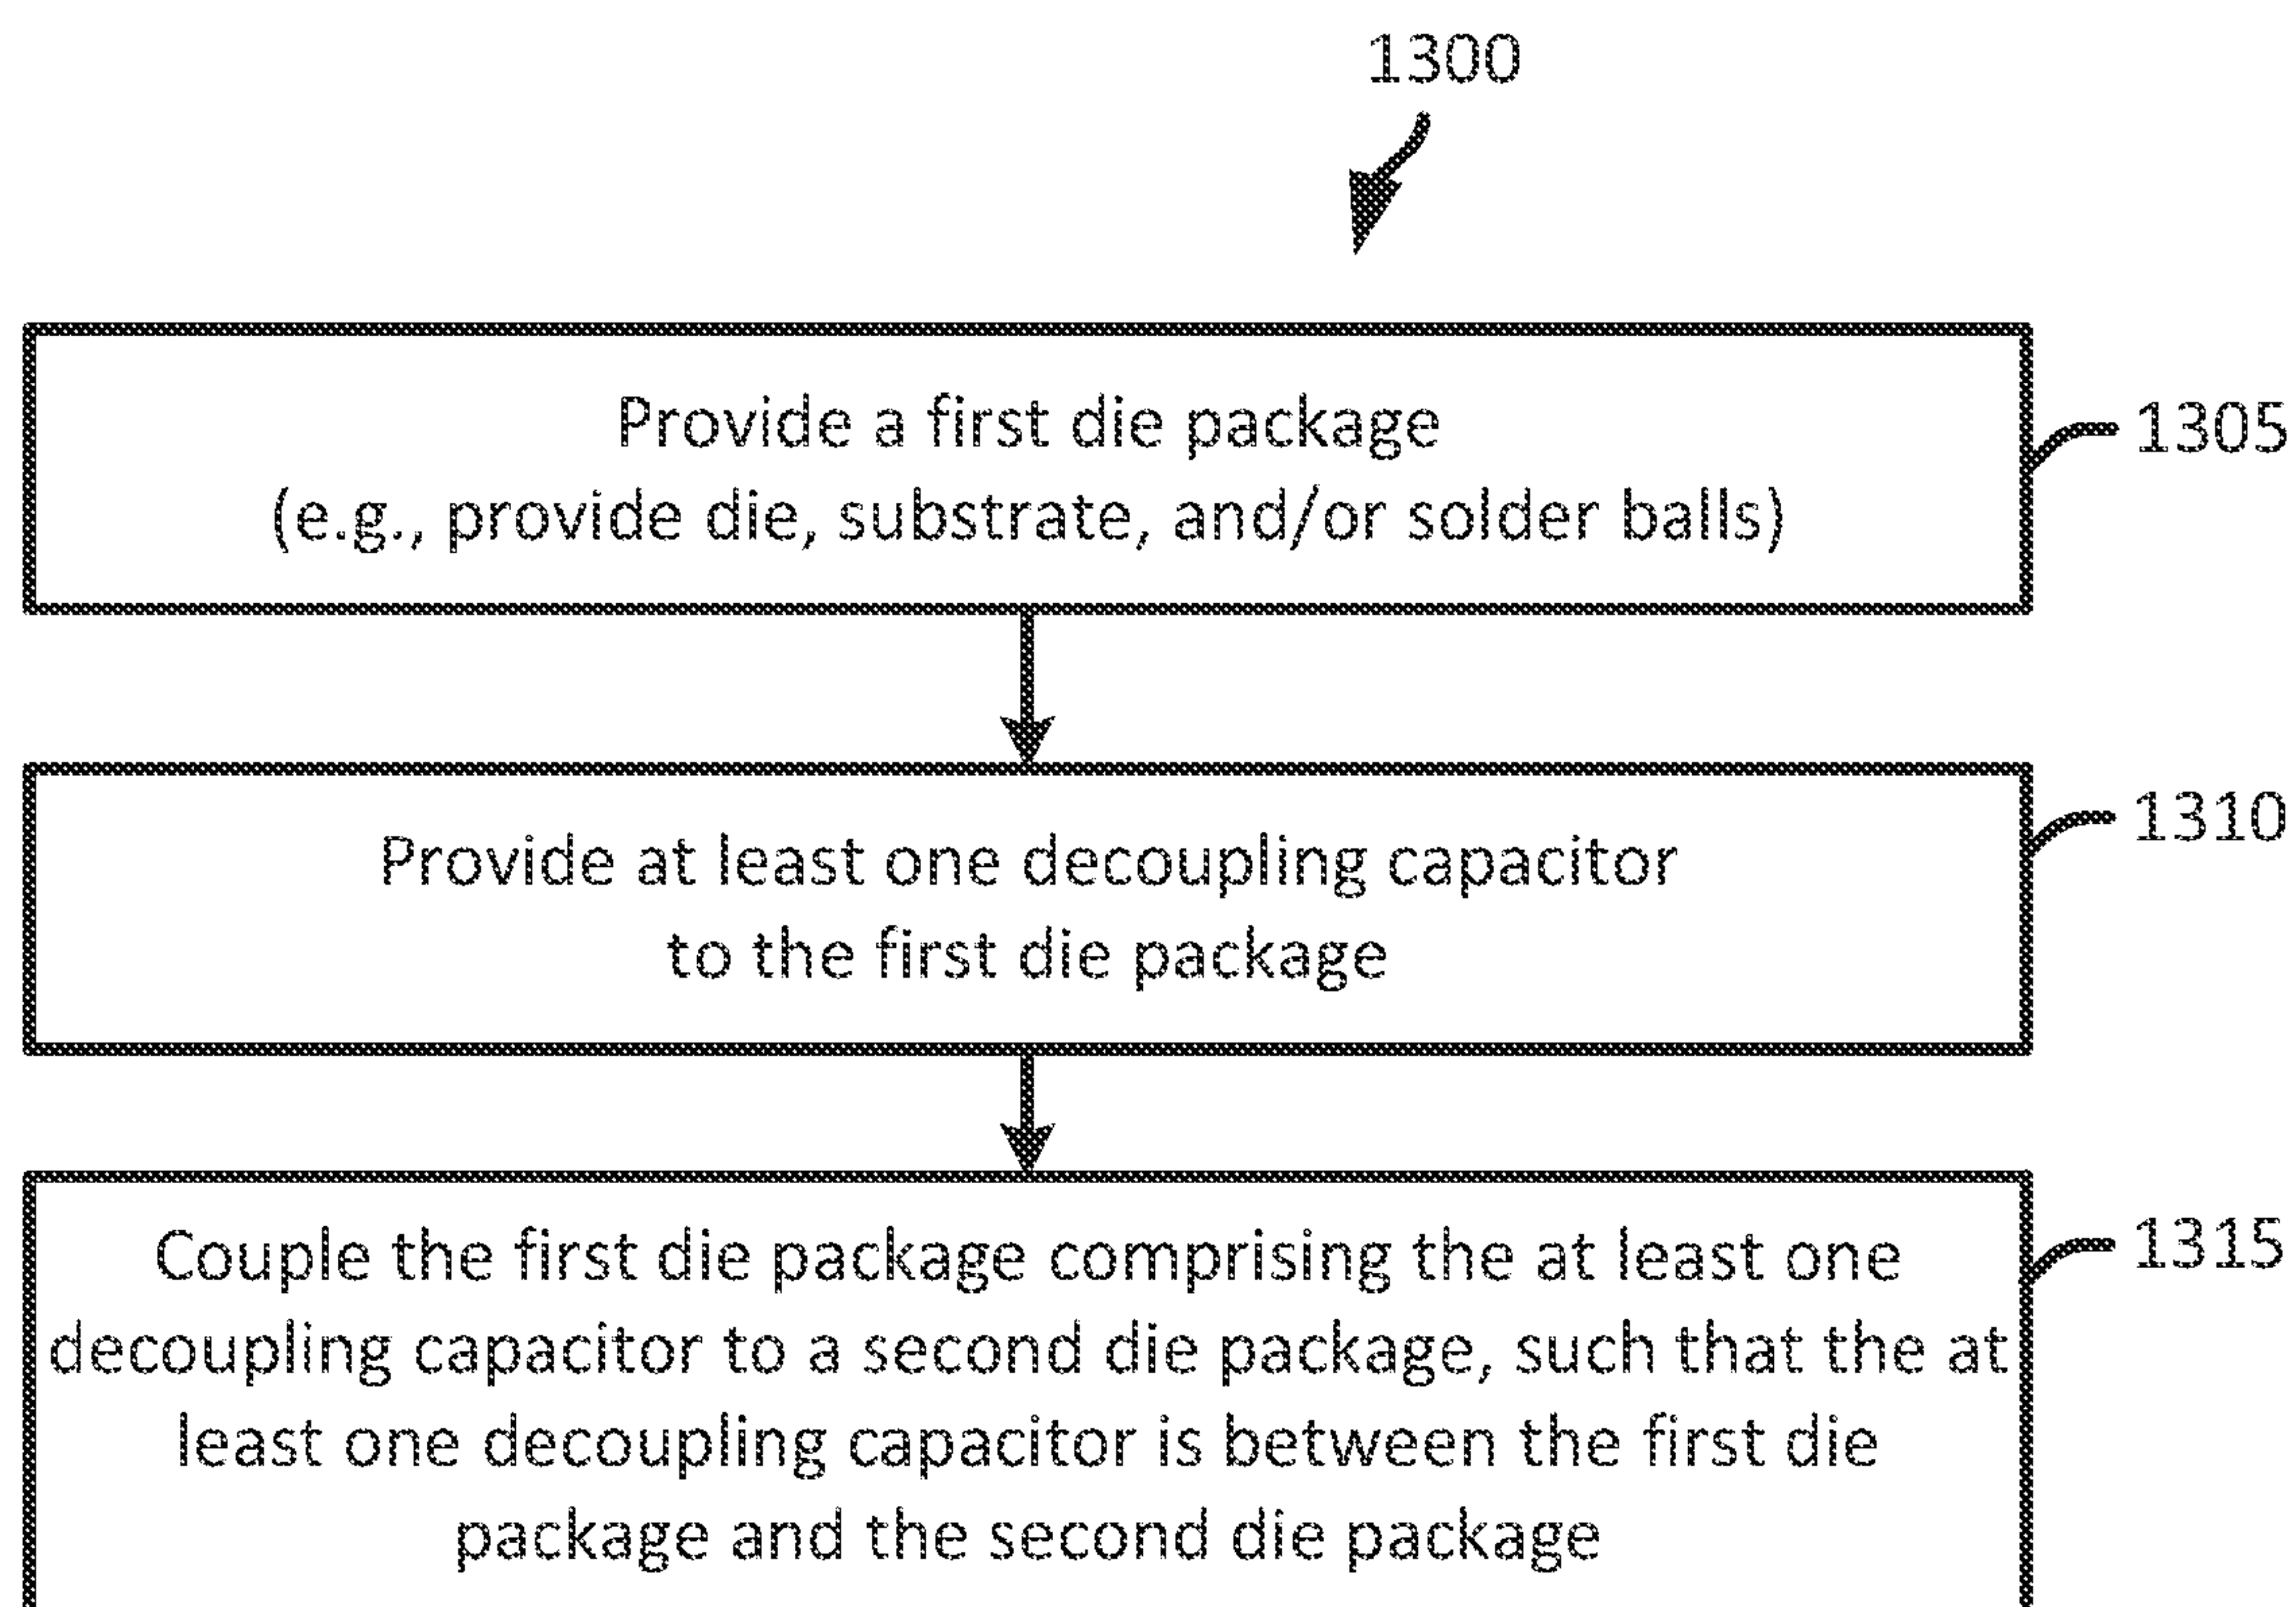 1300
Provide a first die package
(e.g., provide die, substrate, and/or solder balls)
1305
Provide at least one decoupling capacitor
to the first die package
1310
Couple the first die package comprising the at least one
decoupling capacitor to a second die package, such that the at
least one decoupling capacitor is between the first die
package and the second die package
1315